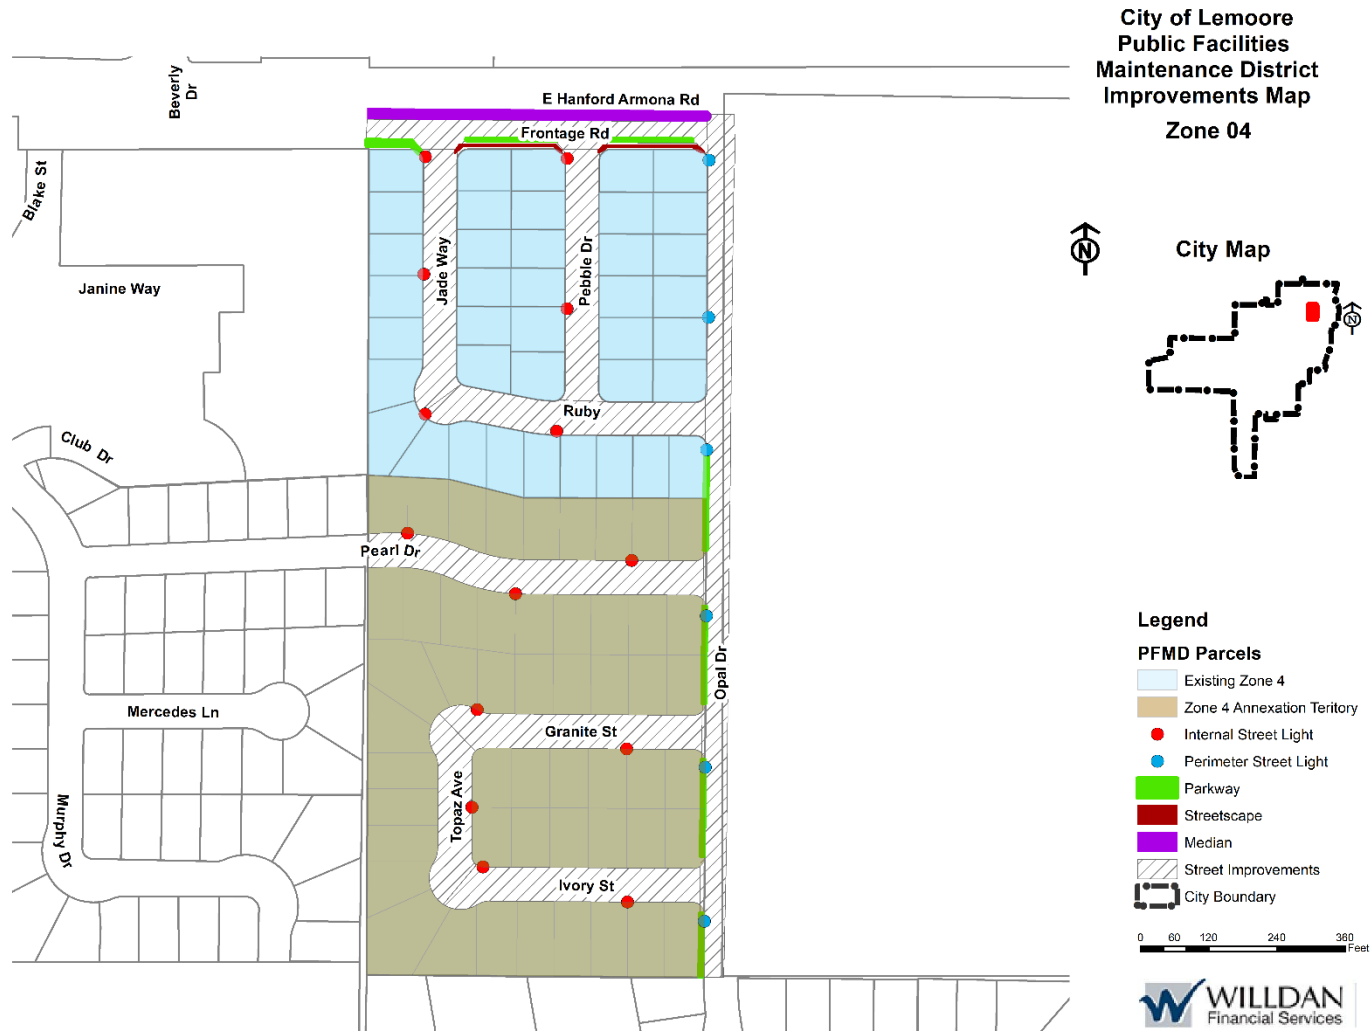 City of Lemoore
Public Facilities
Maintenance District
Improvements Map
Zone 04
Beverly
Dr
E Hanford Armona Rd
Frontage Rd
Blake St
Jade Way
Pebble Dr
Janine Way
N
City Map
N
Ruby
Club Dr
Pearl Dr
Opal Dr
Mercedes Ln
Granite St
Topaz Ave
Murphy Dr
Ivory St
Legend
PFMD Parcels
Existing Zone 4
Zone 4 Annexation Teritory
Internal Street Light
Perimeter Street Light
Parkway
Streetscape
Median
Street Improvements
City Boundary
0 60 120 240 360
Feet
WILLDAN
Financial Services